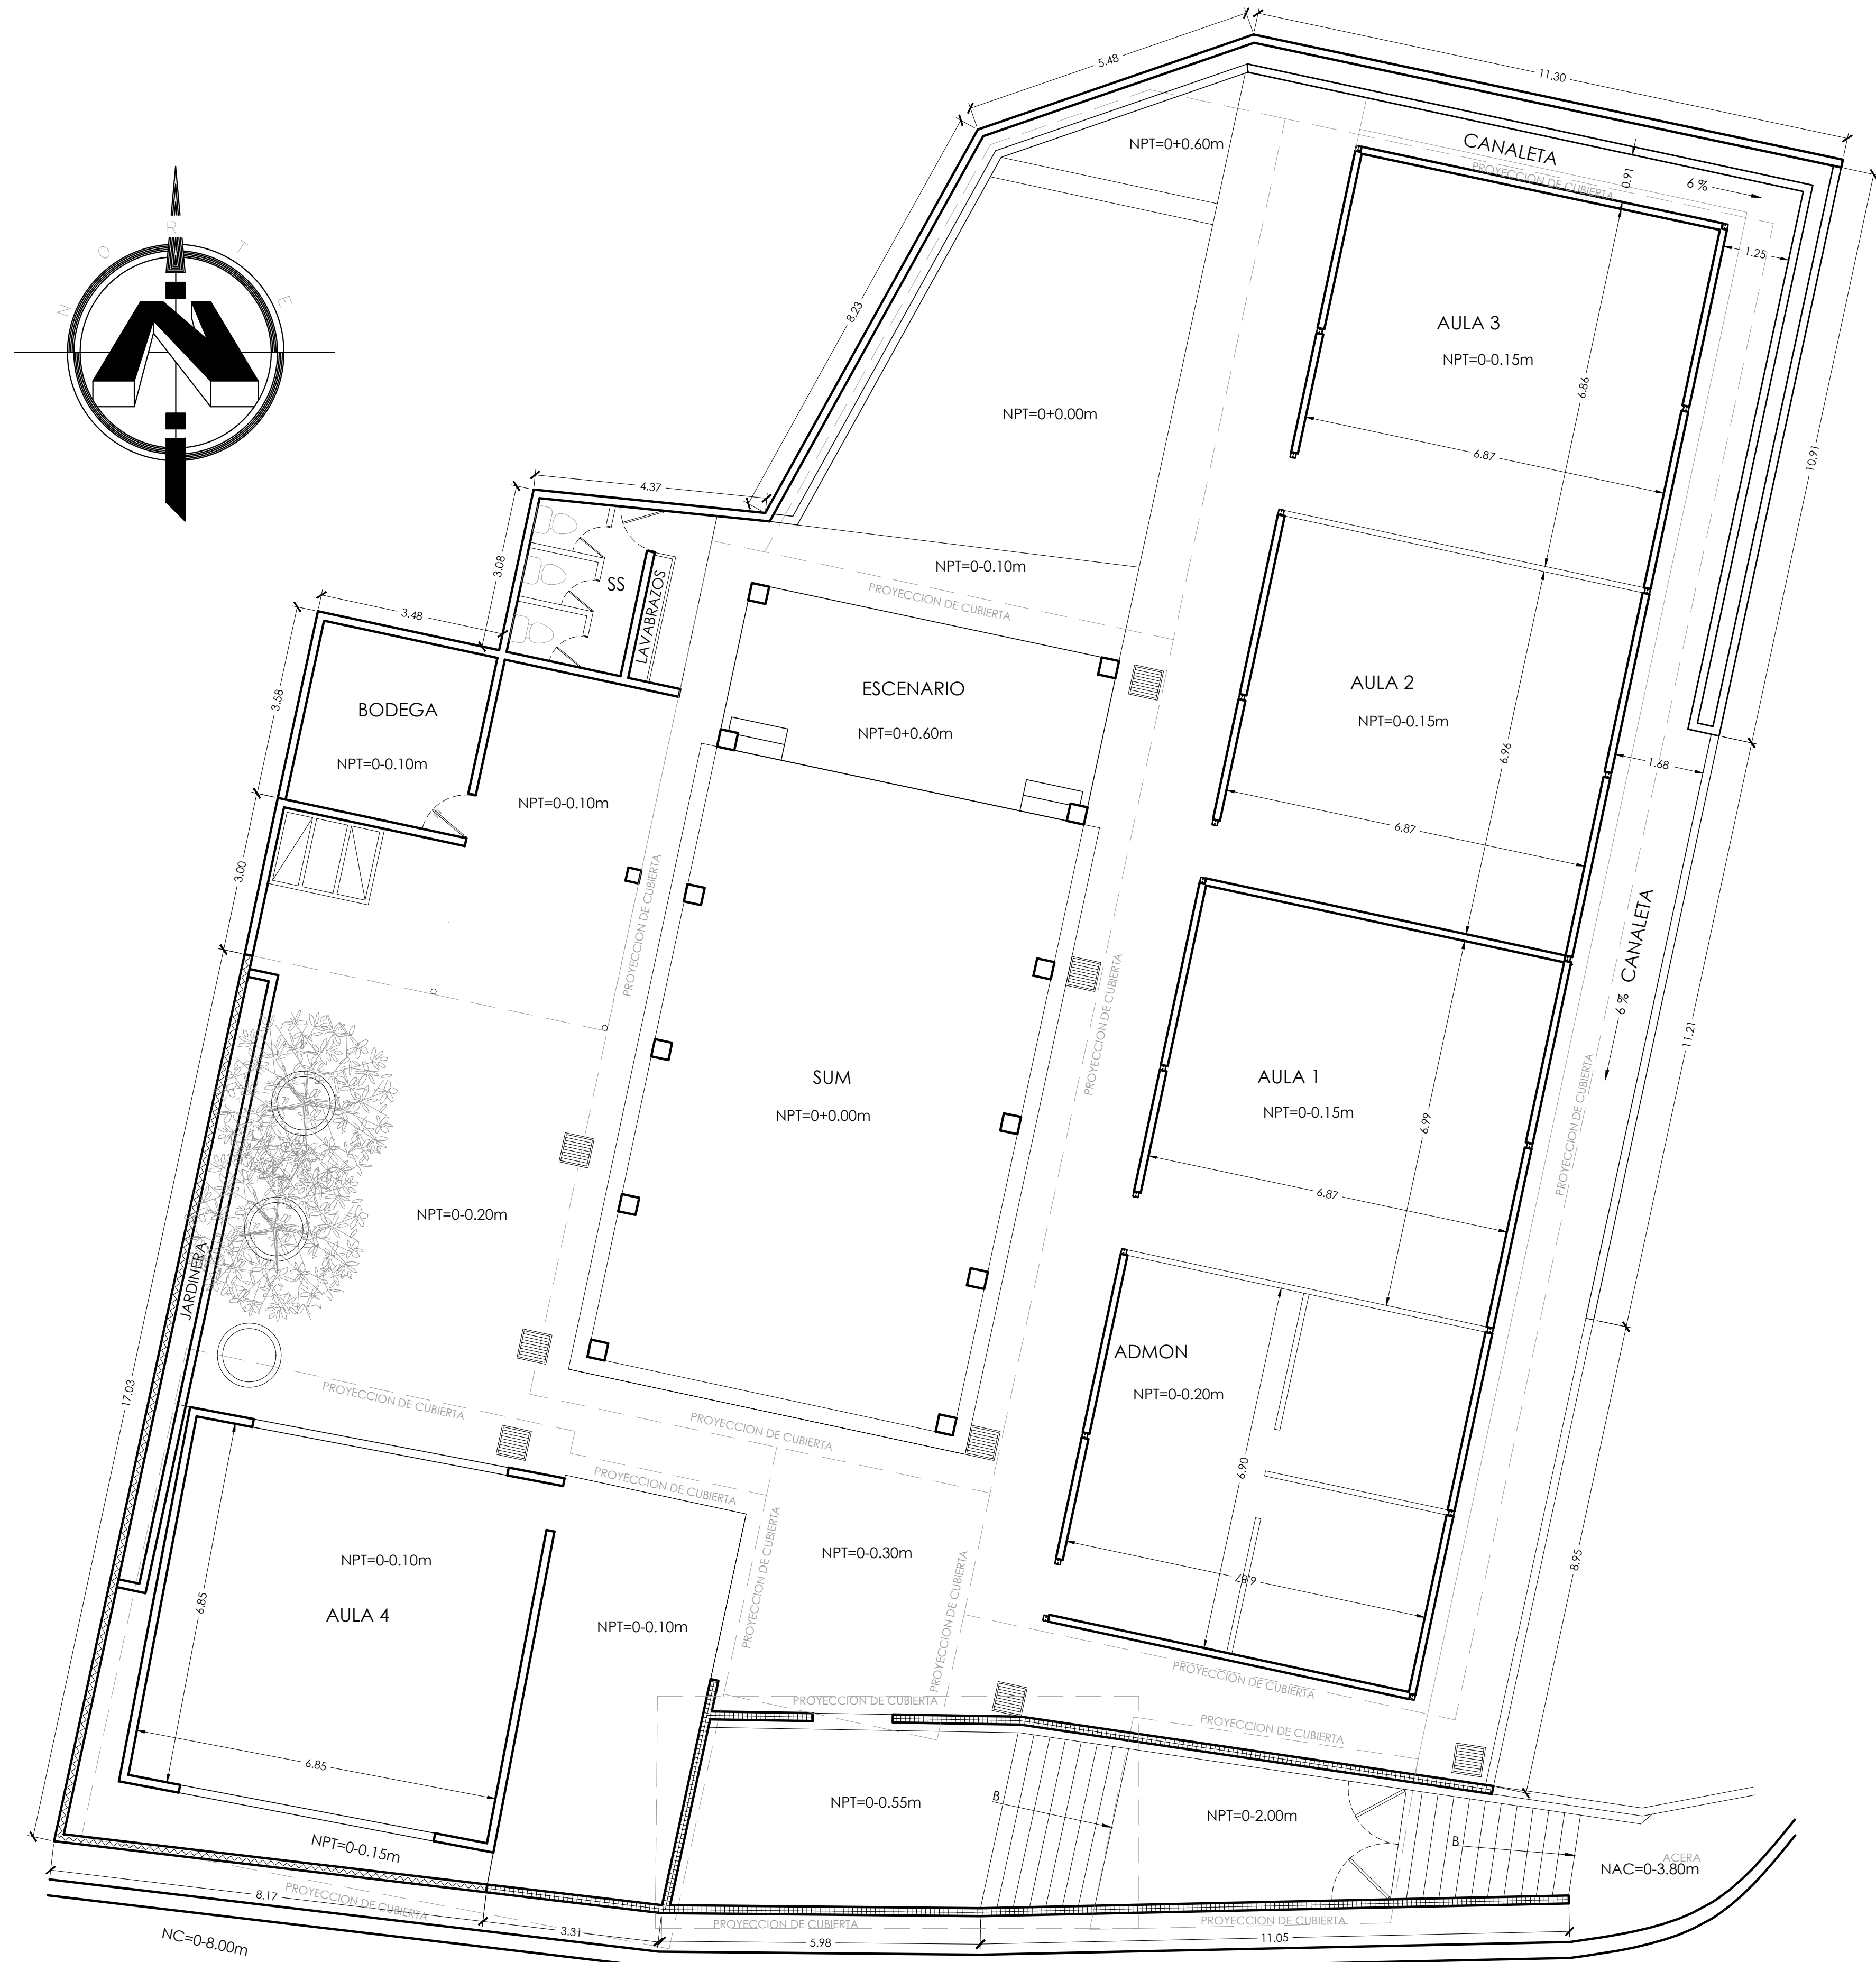 5.48
11.30
CANALETA
PROYECCION DE CUBIERTA
0.91
6 %
NPT=0+0.60m
1.25
N O R T E
8.23
AULA 3
NPT=0-0.15m
6.86
NPT=0+0.00m
6.87
10.91
4.37
3.08
SS
LAVABRAZOS
NPT=0-0.10m
PROYECCION DE CUBIERTA
3.48
3.58
BODEGA
NPT=0-0.10m
NPT=0-0.10m
ESCENARIO
NPT=0+0.60m
AULA 2
NPT=0-0.15m
6.96
1.68
6.87
3.00
PROYECCION DE CUBIERTA
PROYECCION DE CUBIERTA
6 % CANALETA
11.21
SUM
NPT=0+0.00m
AULA 1
NPT=0-0.15m
6.99
6.87
PROYECCION DE CUBIERTA
NPT=0-0.20m
JARDINERA
17.03
PROYECCION DE CUBIERTA
PROYECCION DE CUBIERTA
PROYECCION DE CUBIERTA
ADMON
NPT=0-0.20m
6.90
6.87
8.95
NPT=0-0.10m
AULA 4
6.85
6.85
NPT=0-0.10m
PROYECCION DE CUBIERTA
NPT=0-0.30m
PROYECCION DE CUBIERTA
PROYECCION DE CUBIERTA
PROYECCION DE CUBIERTA
PROYECCION DE CUBIERTA
NPT=0-0.55m
B
NPT=0-2.00m
B
ACERA
NAC=0-3.80m
NPT=0-0.15m
8.17
PROYECCION DE CUBIERTA
3.31
PROYECCION DE CUBIERTA
5.98
PROYECCION DE CUBIERTA
11.05
NC=0-8.00m